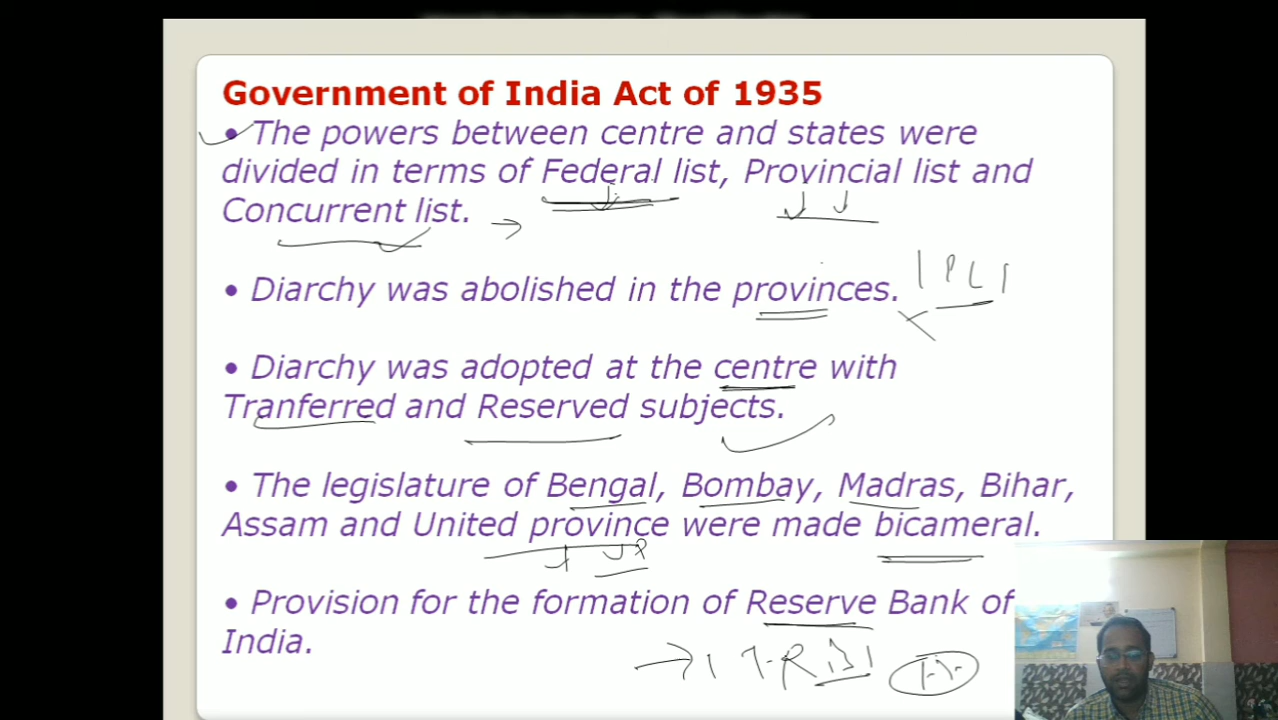 Government of India Act of 1935
• The powers between centre and states were
divided in terms of Federal list, Provincial list and
Concurrent list.
• Diarchy was abolished in the provinces.
• Diarchy was adopted at the centre with
Tranferred and Reserved subjects.
• The legislature of Bengal, Bombay, Madras, Bihar,
Assam and United province were made bicameral.
• Provision for the formation of Reserve Bank of
India.